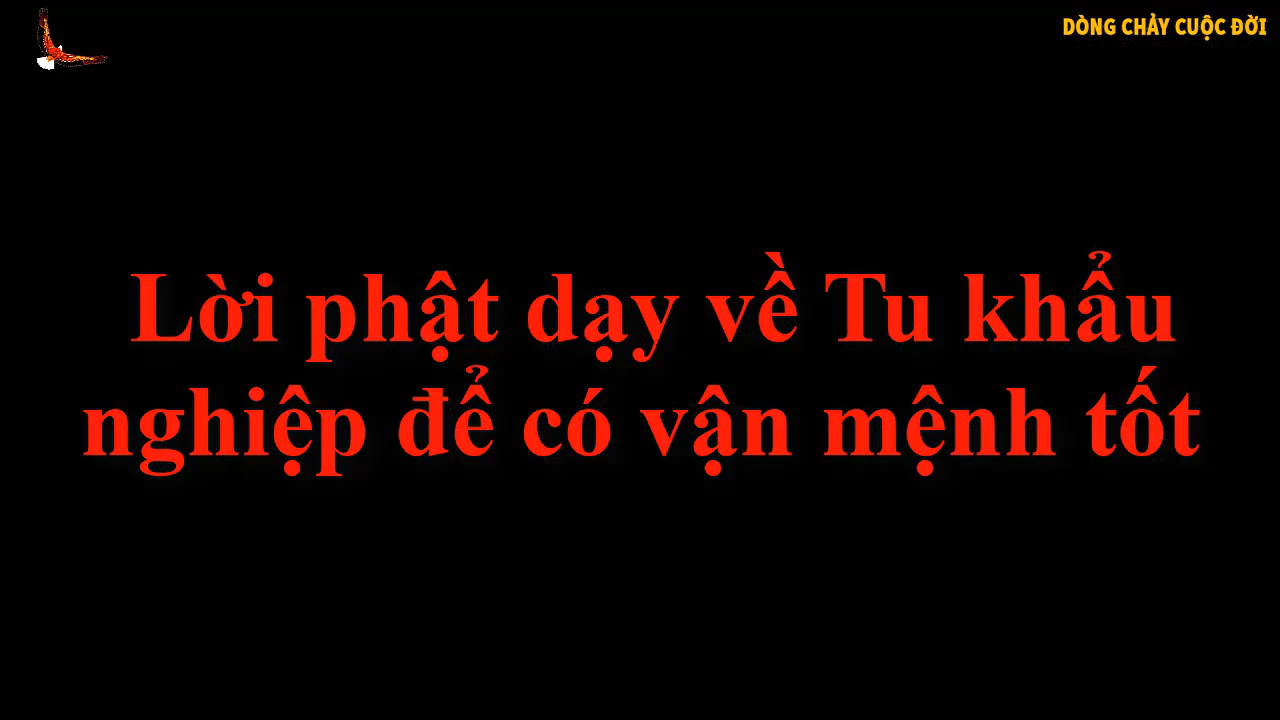 DÒNG CHẢY CUỘC ĐỜI
Lời phật dạy về Tu khẩu
nghiệp để có vận mệnh tốt